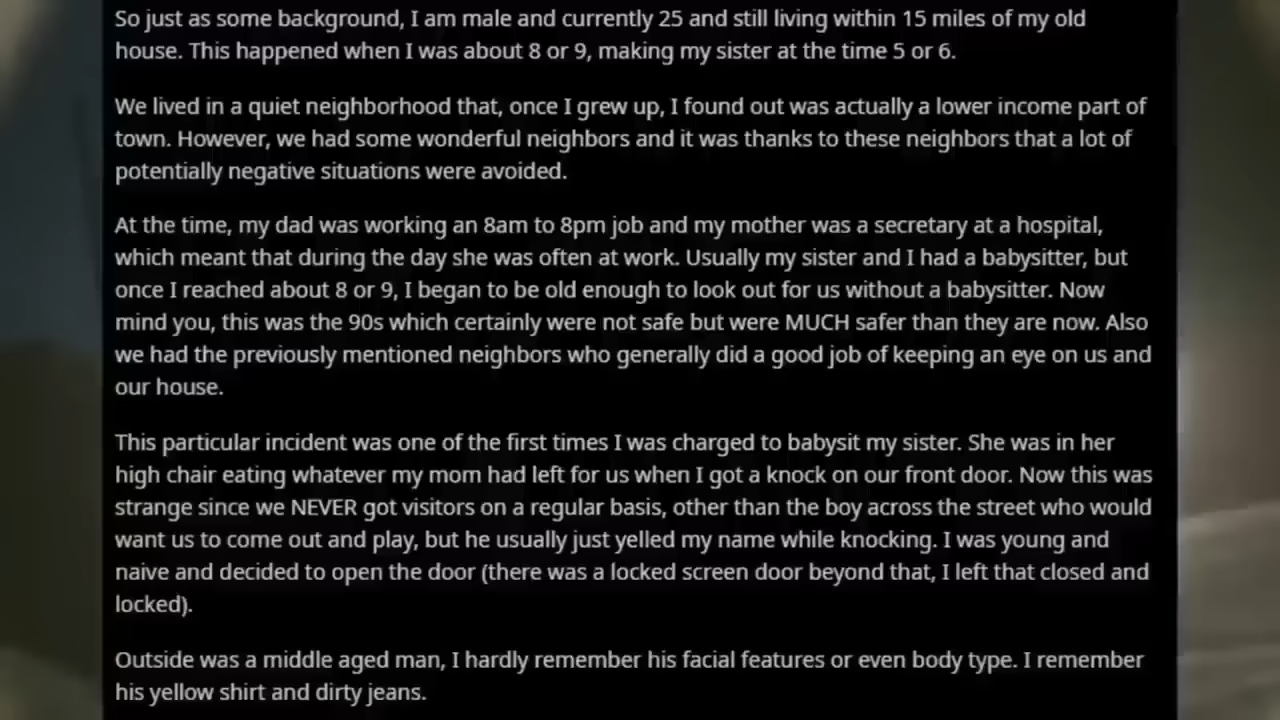 So just as some background, I am male and currently 25 and still living within 15 miles of my old
house. This happened when I was about 8 or 9, making my sister at the time 5 or 6.
We lived in a quiet neighborhood that, once I grew up, I found out was actually a lower income part of
town. However, we had some wonderful neighbors and it was thanks to these neighbors that a lot of
potentially negative situations were avoided.
At the time, my dad was working an 8am to 8pm job and my mother was a secretary at a hospital,
which meant that during the day she was often at work. Usually my sister and I had a babysitter, but
once I reached about 8 or 9, I began to be old enough to look out for us without a babysitter. Now
mind you, this was the 90s which certainly were not safe but were MUCH safer than they are now. Also
we had the previously mentioned neighbors who generally did a good job of keeping an eye on us and
our house.
This particular incident was one of the first times I was charged to babysit my sister. She was in her
high chair eating whatever my mom had left for us when I got a knock on our front door. Now this was
strange since we NEVER got visitors on a regular basis, other than the boy across the street who would
want us to come out and play, but he usually just yelled my name while knocking. I was young and
naive and decided to open the door (there was a locked screen door beyond that, I left that closed and
locked).
Outside was a middle aged man, I hardly remember his facial features or even body type. I remember
his yellow shirt and dirty jeans.